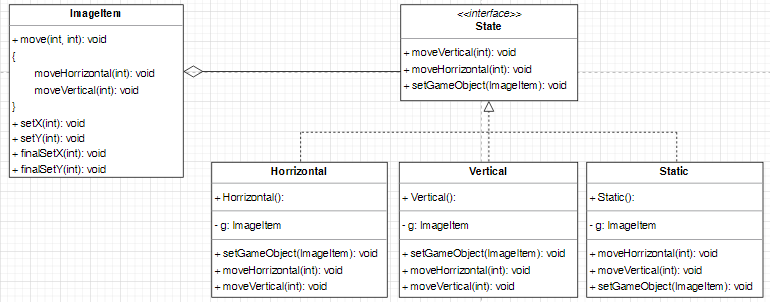 ImageItem
+ move(int, int): void
{
moveHorrizontal(int): void
moveVertical(int): void
}
+ setX(int): void
+ setY(int): void
+ finalSetX(int): void
+ finalSetY(int): void
<<interface>>
State
+ moveVertical(int): void
+ moveHorrizontal(int): void
+ setGameObject(ImageItem): void
Horrizontal
+ Horrizontal():
- g: ImageItem
+ setGameObject(ImageItem): void
+ moveHorrizontal(int): void
+ moveVertical(int): void
Vertical
+ Vertical():
- g: ImageItem
+ setGameObject(ImageItem): void
+ moveHorrizontal(int): void
+ moveVertical(int): void
Static
+ Static():
- g: ImageItem
+ moveHorrizontal(int): void
+ moveVertical(int): void
+ setGameObject(ImageItem): void